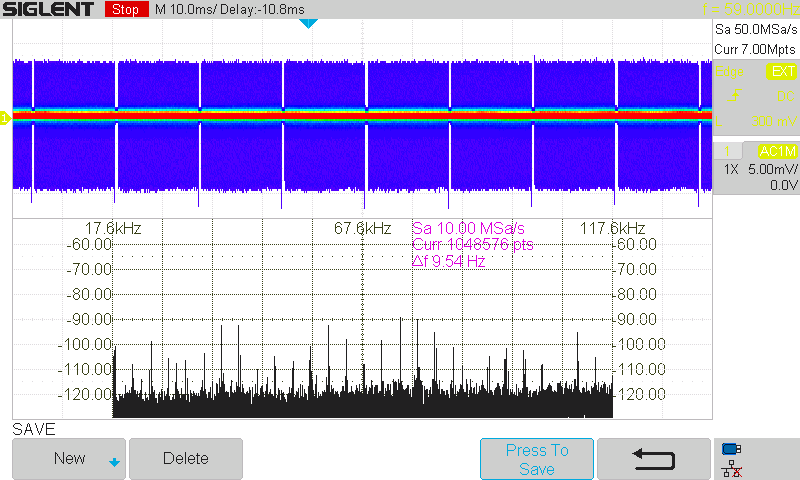 SIGLENT Stop M 10.0ms/ Delay:-10.8ms
Sa 50.0MSa/s
Curr 7.00Mpts
Edge EXT
1
AC1M
1X 5.00mV/
0.0V
17.6kHz 67.6kHz 117.6kHz
Sa 10.00 MSa/s
Curr 1048576 pts
Δf 9.54 Hz
-60.00 -60.00
-70.00 -70.00
-80.00 -80.00
-90.00 -90.00
-100.00 -100.00
-110.00 -110.00
-120.00 -120.00
SAVE
New Delete Press To
Save